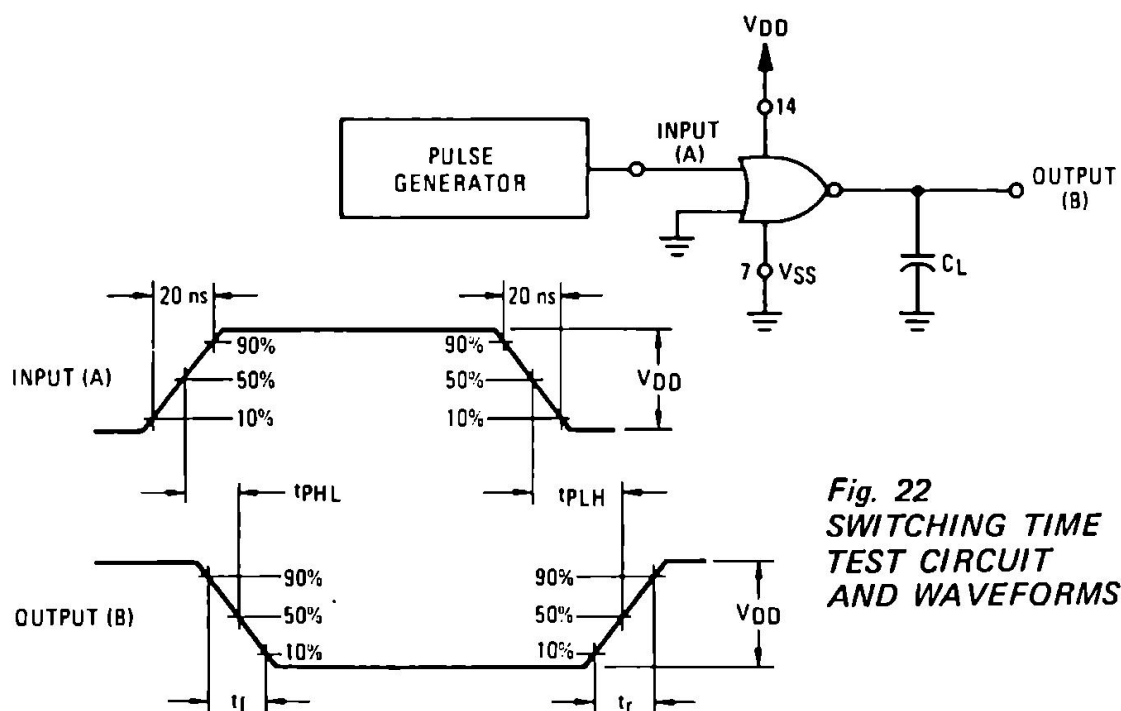 VDD
14
INPUT
(A)
PULSE
GENERATOR
OUTPUT
(B)
7 VSS
CL
20 ns
20 ns
90%
90%
INPUT (A)
50%
50%
VDD
10%
10%
tPHL
tPLH
Fig. 22
SWITCHING TIME
TEST CIRCUIT
AND WAVEFORMS
90%
90%
OUTPUT (B)
50%
50%
VDD
10%
10%
tf
tr